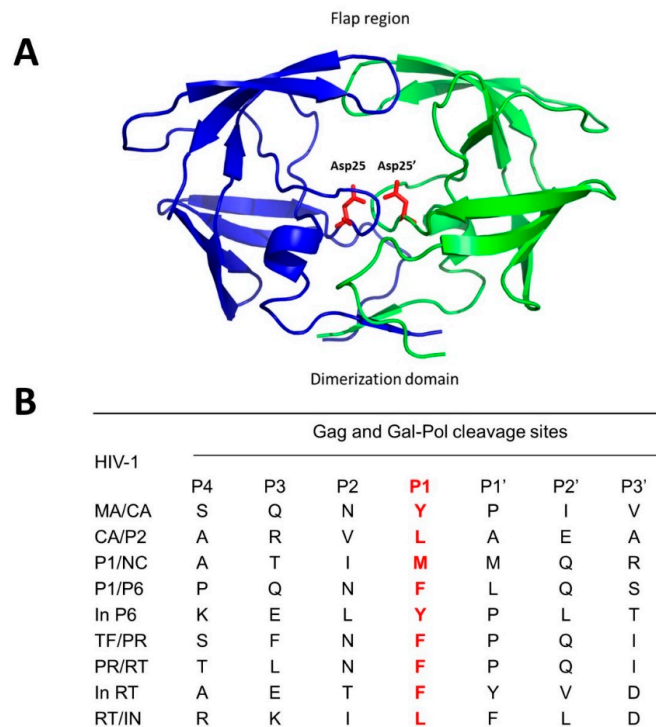 Flap region
A
Asp25 Asp25'
Dimerization domain
B
Gag and Gal-Pol cleavage sites
HIV-1
P4 P3 P2 P1 P1' P2' P3'
MA/CA S Q N Y P I V
CA/P2 A R V L A E A
P1/NC A T I M M Q R
P1/P6 P Q N F L Q S
In P6 K E L Y P L T
TF/PR S F N F P Q I
PR/RT T L N F P Q I
In RT A E T F Y V D
RT/IN R K I L F L D